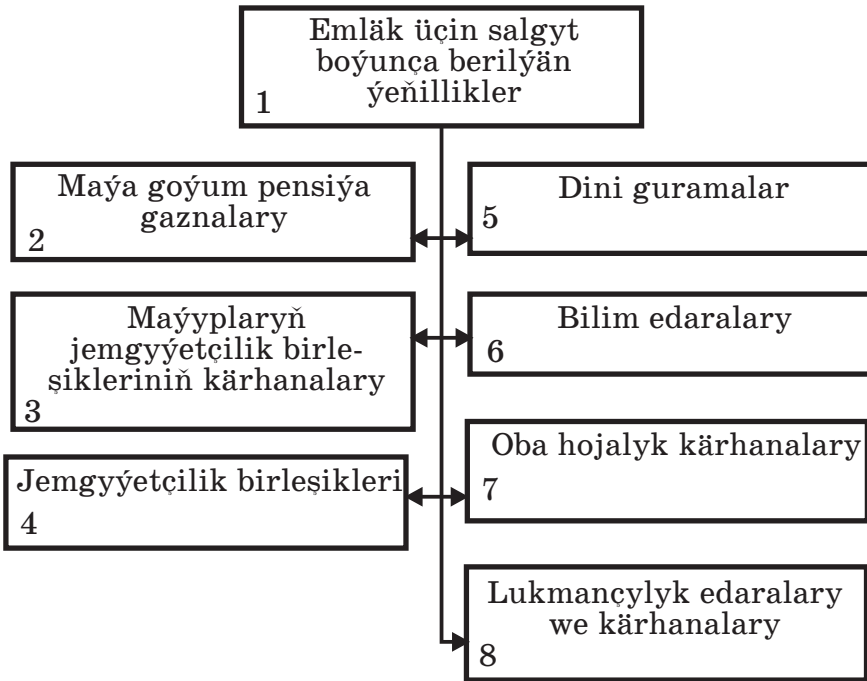 Emläk üçin salgyt
boýunça berilýän
ýeňillikler
1
Maýa goýum pensiýa
gaznalary
2
Maýyplaryň
jemgyýetçilik birle-
şikleriniň kärhanalary
3
Jemgyýetçilik birleşikleri
4
Dini guramalar
5
Bilim edaralary
6
Oba hojalyk kärhanalary
7
Lukmançylyk edaralary
we kärhanalary
8